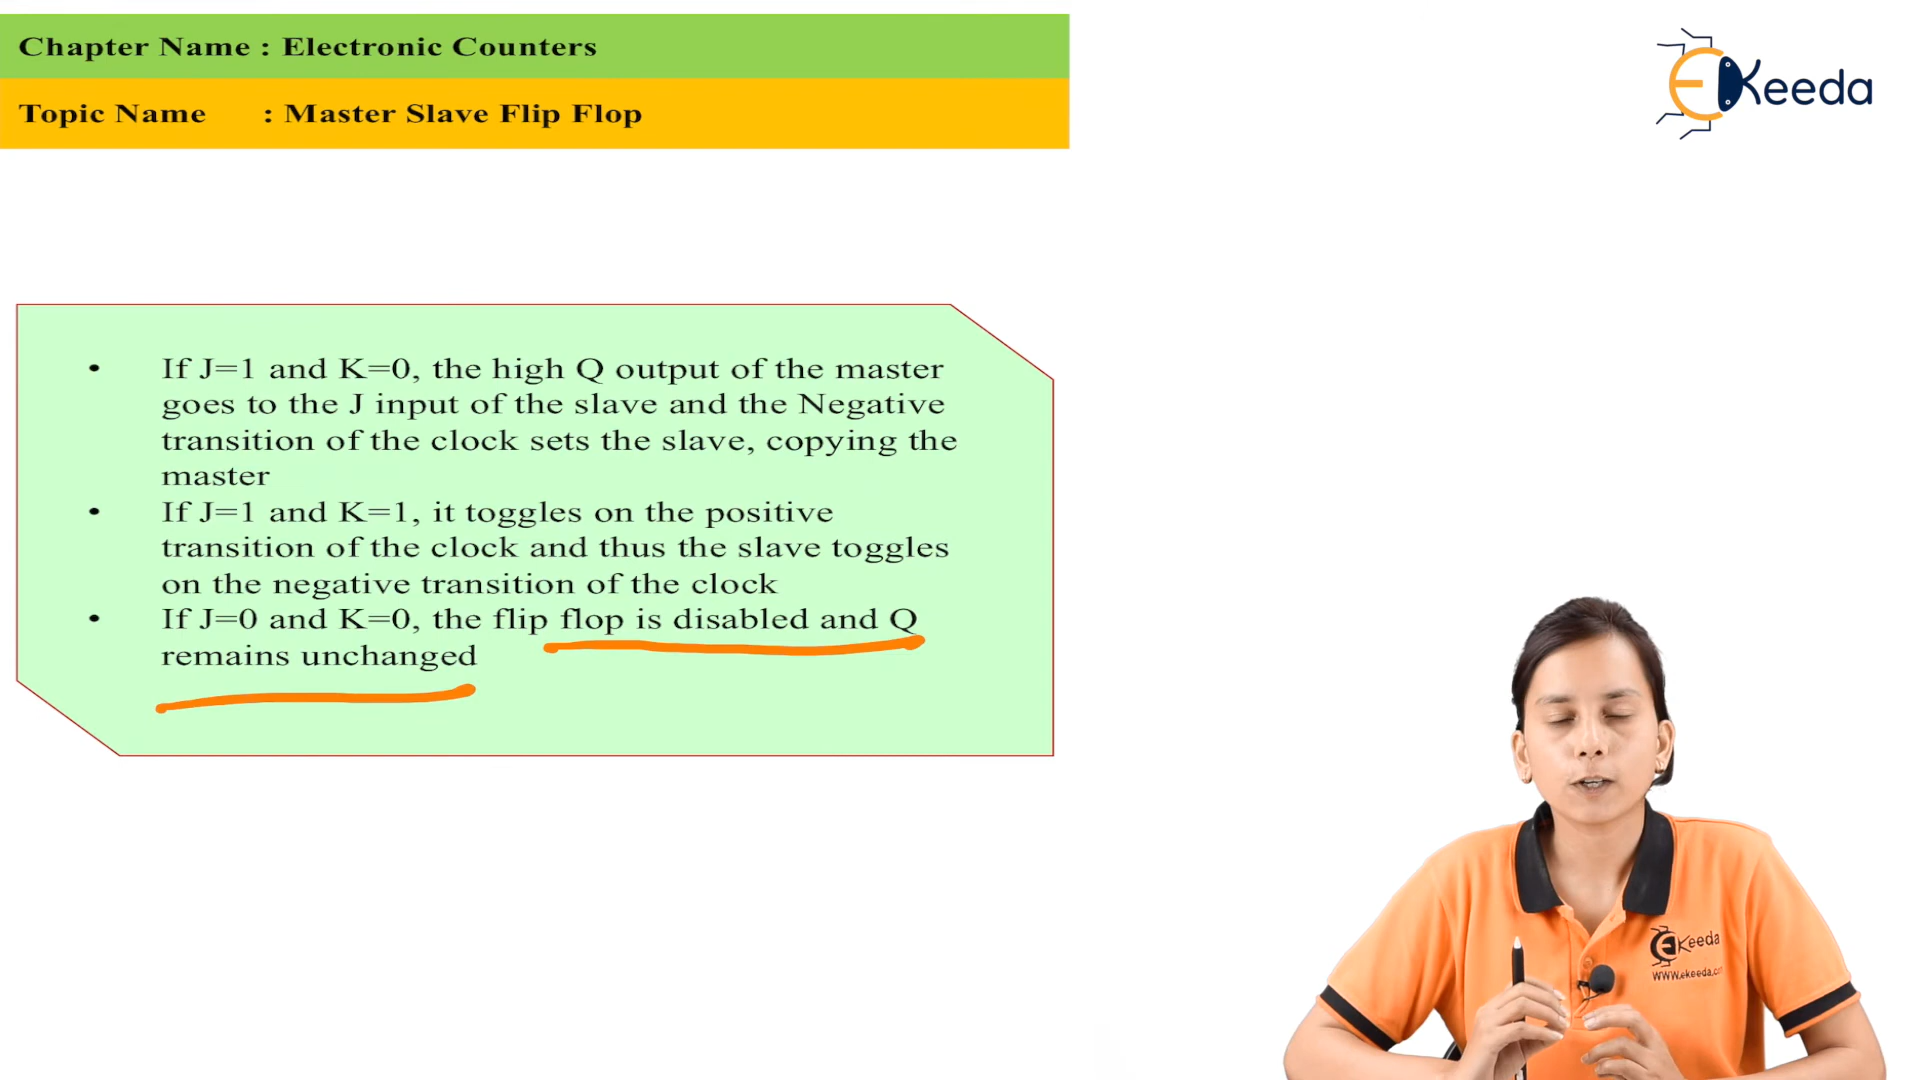 Chapter Name : Electronic Counters
Topic Name : Master Slave Flip Flop
EKeeda
• If J=1 and K=0, the high Q output of the master
goes to the J input of the slave and the Negative
transition of the clock sets the slave, copying the
master
• If J=1 and K=1, it toggles on the positive
transition of the clock and thus the slave toggles
on the negative transition of the clock
• If J=0 and K=0, the flip flop is disabled and Q
remains unchanged
EKeeda
www.ekeeda.c